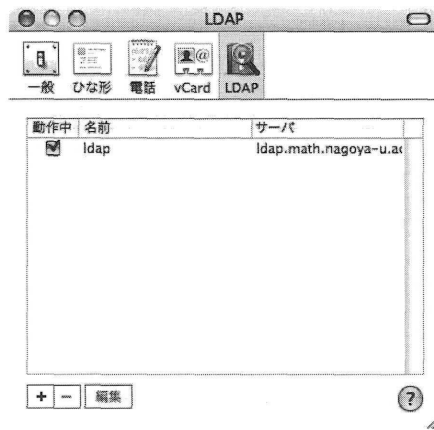 LDAP
一般 ひな形 電話 vCard LDAP
動作中 名前 サーバ
ldap ldap.math.nagoya-u.ac
+ − 編集 ?